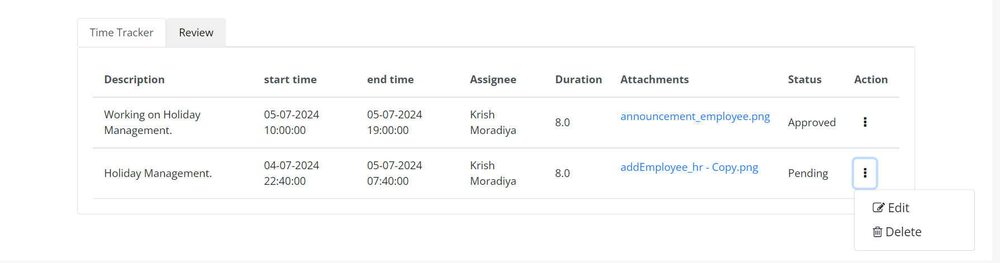 Time Tracker Review
Description start time end time Assignee Duration Attachments Status Action
Working on Holiday Management. 05-07-2024 10:00:00 05-07-2024 19:00:00 Krish Moradiya 8.0 announcement_employee.png Approved
Holiday Management. 04-07-2024 22:40:00 05-07-2024 07:40:00 Krish Moradiya 8.0 addEmployee_hr - Copy.png Pending
Edit
Delete